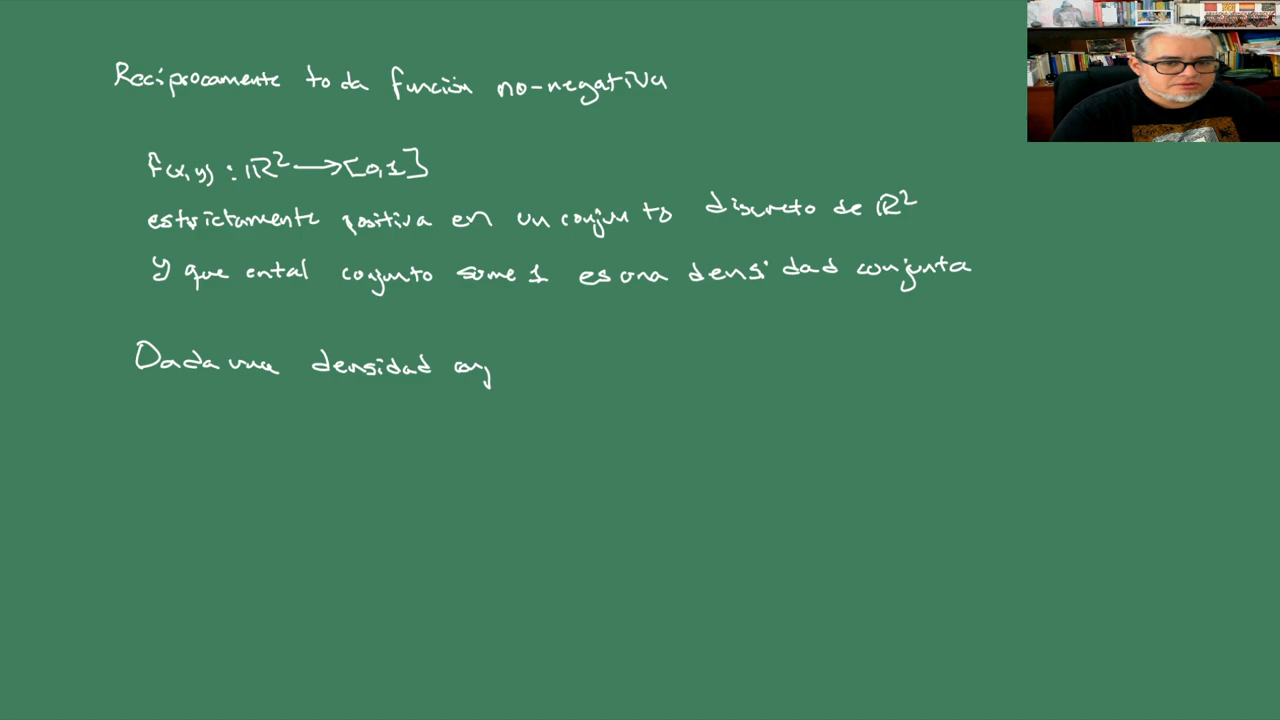 Reciprocamente toda función no-negativa
f(x,y) : ℝ² → [0,1]
estrictamente positiva en un conjunto discreto de ℝ²
Y que en tal conjunto sume 1 es una densidad conjunta
Dada una densidad conj